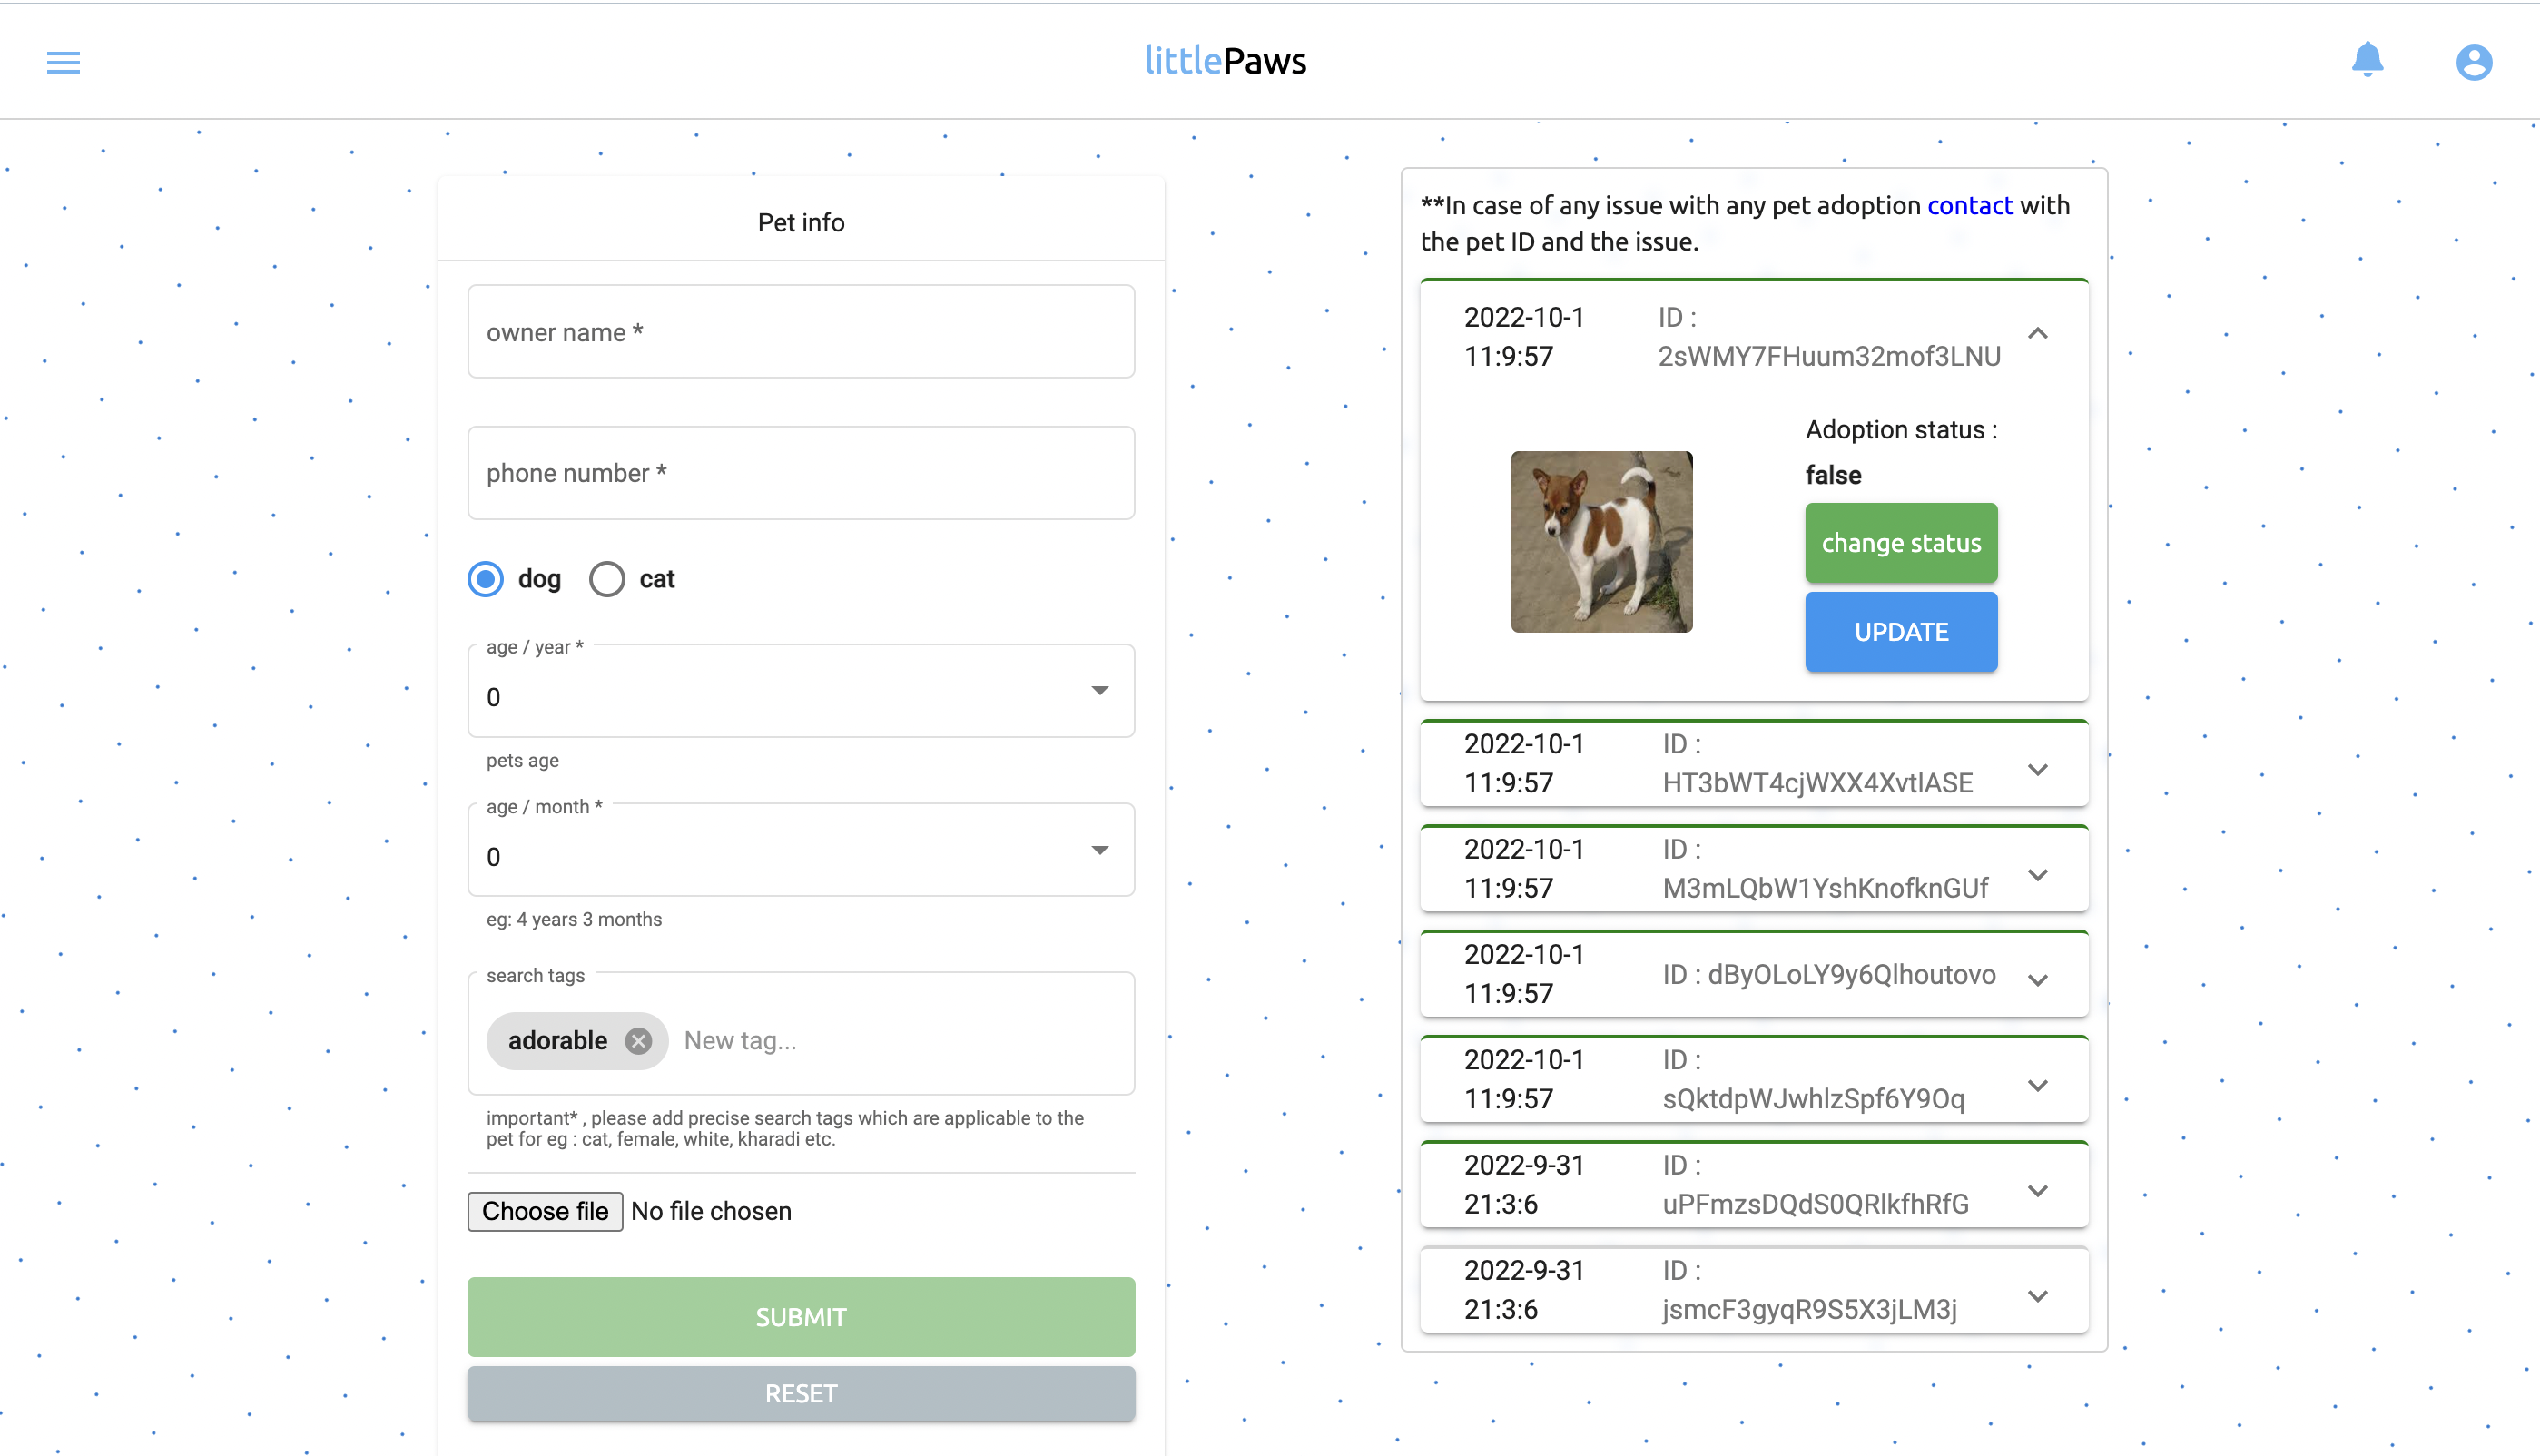 littlePaws
Pet info
owner name *
phone number *
dog cat
age / year *
0
pets age
age / month *
0
eg: 4 years 3 months
search tags
adorable New tag...
important* , please add precise search tags which are applicable to the
pet for eg : cat, female, white, kharadi etc.
Choose file No file chosen
SUBMIT
RESET
**In case of any issue with any pet adoption contact with
the pet ID and the issue.
2022-10-1 ID :
11:9:57 2sWMY7FHuum32mof3LNU
Adoption status :
false
change status
UPDATE
2022-10-1 ID :
11:9:57 HT3bWT4cjWXX4XvtlASE
2022-10-1 ID :
11:9:57 M3mLQbW1YshKnofknGUf
2022-10-1
11:9:57 ID : dByOLoLY9y6Qlhoutovo
2022-10-1 ID :
11:9:57 sQktdpWJwhlzSpf6Y9Oq
2022-9-31 ID :
21:3:6 uPFmzsDQdS0QRlkfhRfG
2022-9-31 ID :
21:3:6 jsmcF3gyqR9S5X3jLM3j